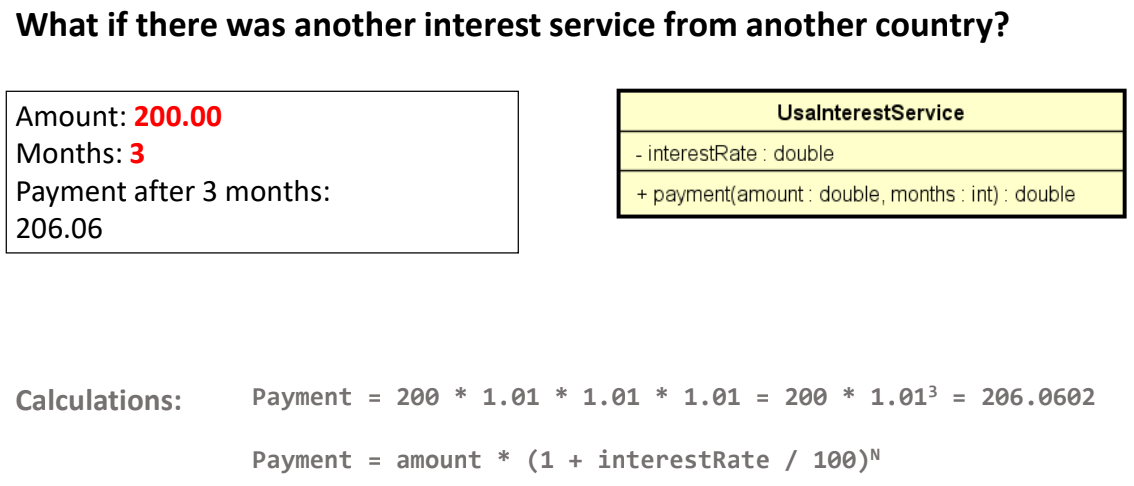 What if there was another interest service from another country?
Amount: 200.00
Months: 3
Payment after 3 months:
206.06
UsaInterestService
- interestRate : double
+ payment(amount : double, months : int) : double
Calculations:
Payment = 200 * 1.01 * 1.01 * 1.01 = 200 * 1.01³ = 206.0602
Payment = amount * (1 + interestRate / 100)ᴺ